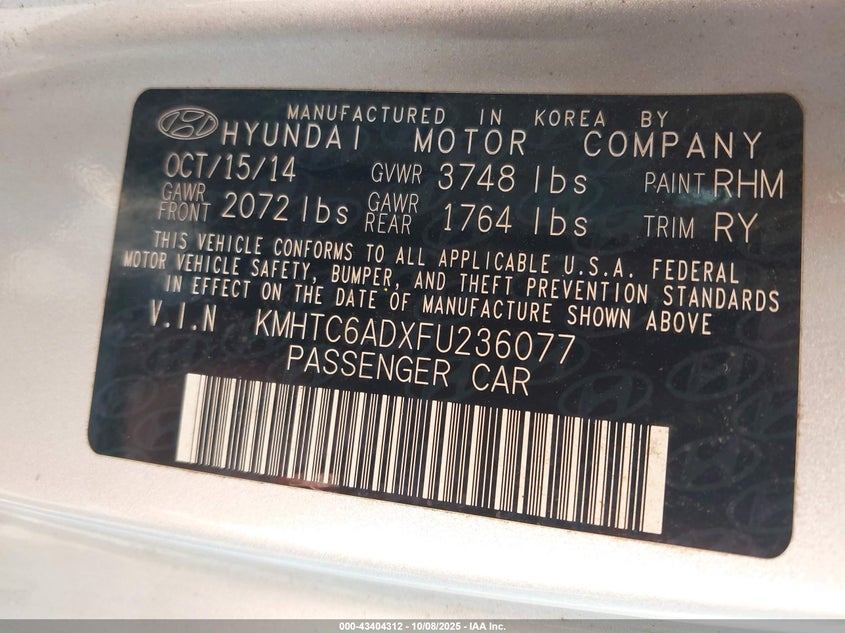 MANUFACTURED IN KOREA BY
HYUNDAI MOTOR COMPANY
OCT/15/14 GVWR 3748 lbs PAINT RHM
GAWR FRONT 2072 lbs GAWR REAR 1764 lbs TRIM RY
THIS VEHICLE CONFORMS TO ALL APPLICABLE U.S.A. FEDERAL
MOTOR VEHICLE SAFETY, BUMPER, AND THEFT PREVENTION STANDARDS
IN EFFECT ON THE DATE OF MANUFACTURE SHOWN ABOVE
V.I.N KMHTC6ADXFU236077
PASSENGER CAR
000-43404312 - 10/08/2025 - IAA Inc.